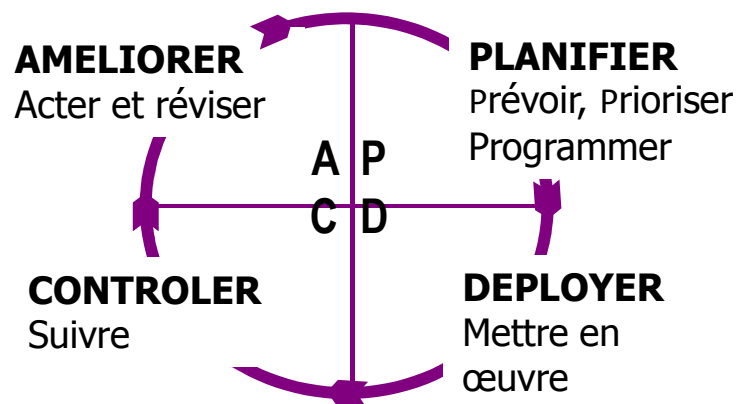 AMELIORER
Acter et réviser
PLANIFIER
Prévoir, Prioriser
Programmer
A P
C D
CONTROLER
Suivre
DEPLOYER
Mettre en
œuvre